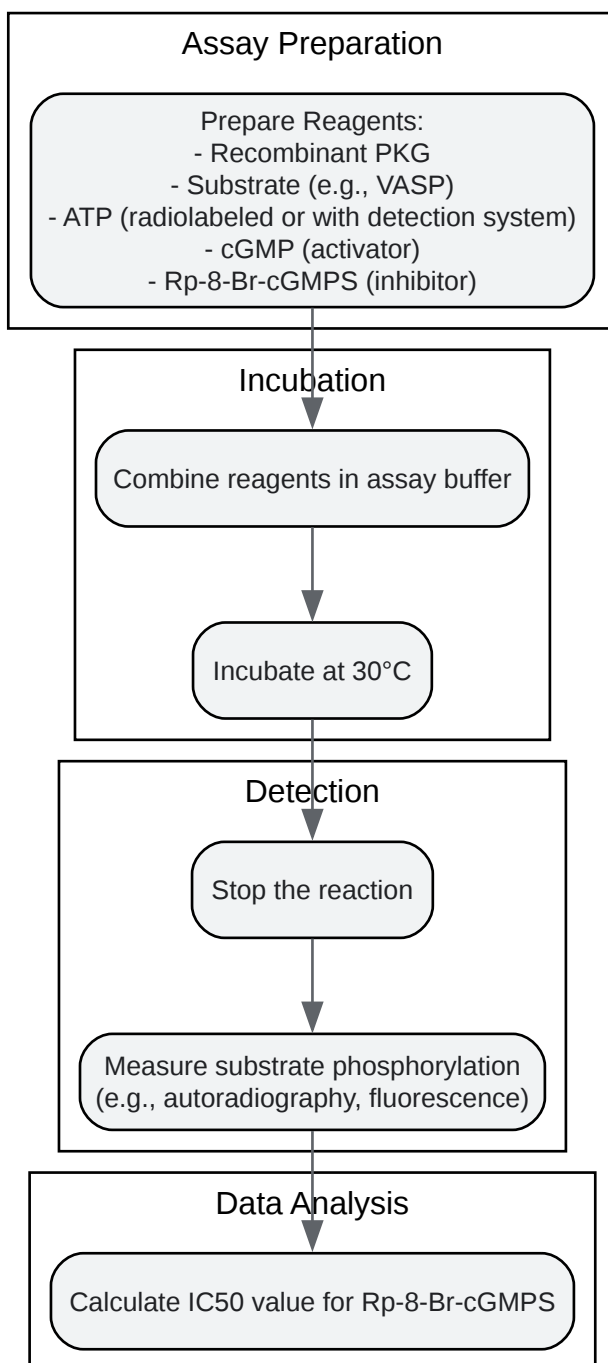 Assay Preparation
Prepare Reagents:
- Recombinant PKG
- Substrate (e.g., VASP)
- ATP (radiolabeled or with detection system)
- cGMP (activator)
- Rp-8-Br-cGMPS (inhibitor)
Incubation
Combine reagents in assay buffer
Incubate at 30°C
Detection
Stop the reaction
Measure substrate phosphorylation
(e.g., autoradiography, fluorescence)
Data Analysis
Calculate IC50 value for Rp-8-Br-cGMPS